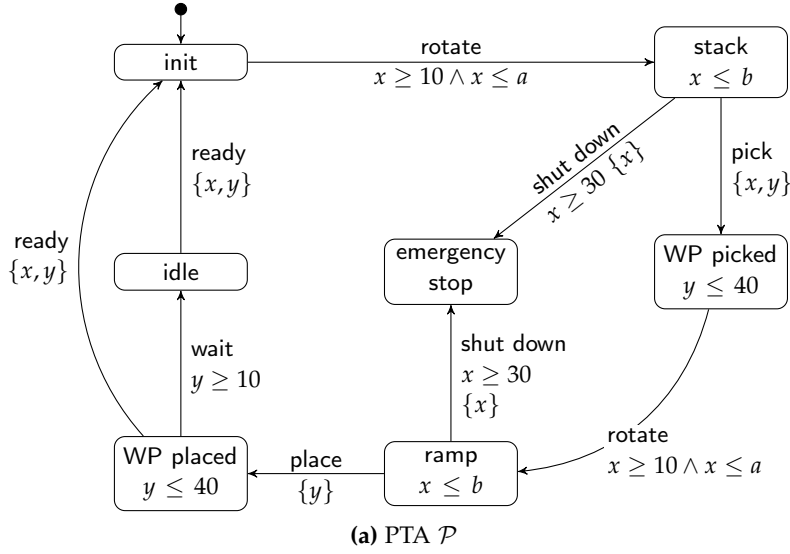 init
rotate
x ≥ 10 ∧ x ≤ a
stack
x ≤ b
ready
{x, y}
shut down
x ≥ 30 {x}
pick
{x, y}
ready
{x, y}
idle
emergency
stop
WP picked
y ≤ 40
wait
y ≥ 10
shut down
x ≥ 30
{x}
rotate
x ≥ 10 ∧ x ≤ a
WP placed
y ≤ 40
place
{y}
ramp
x ≤ b
(a) PTA 𝒫